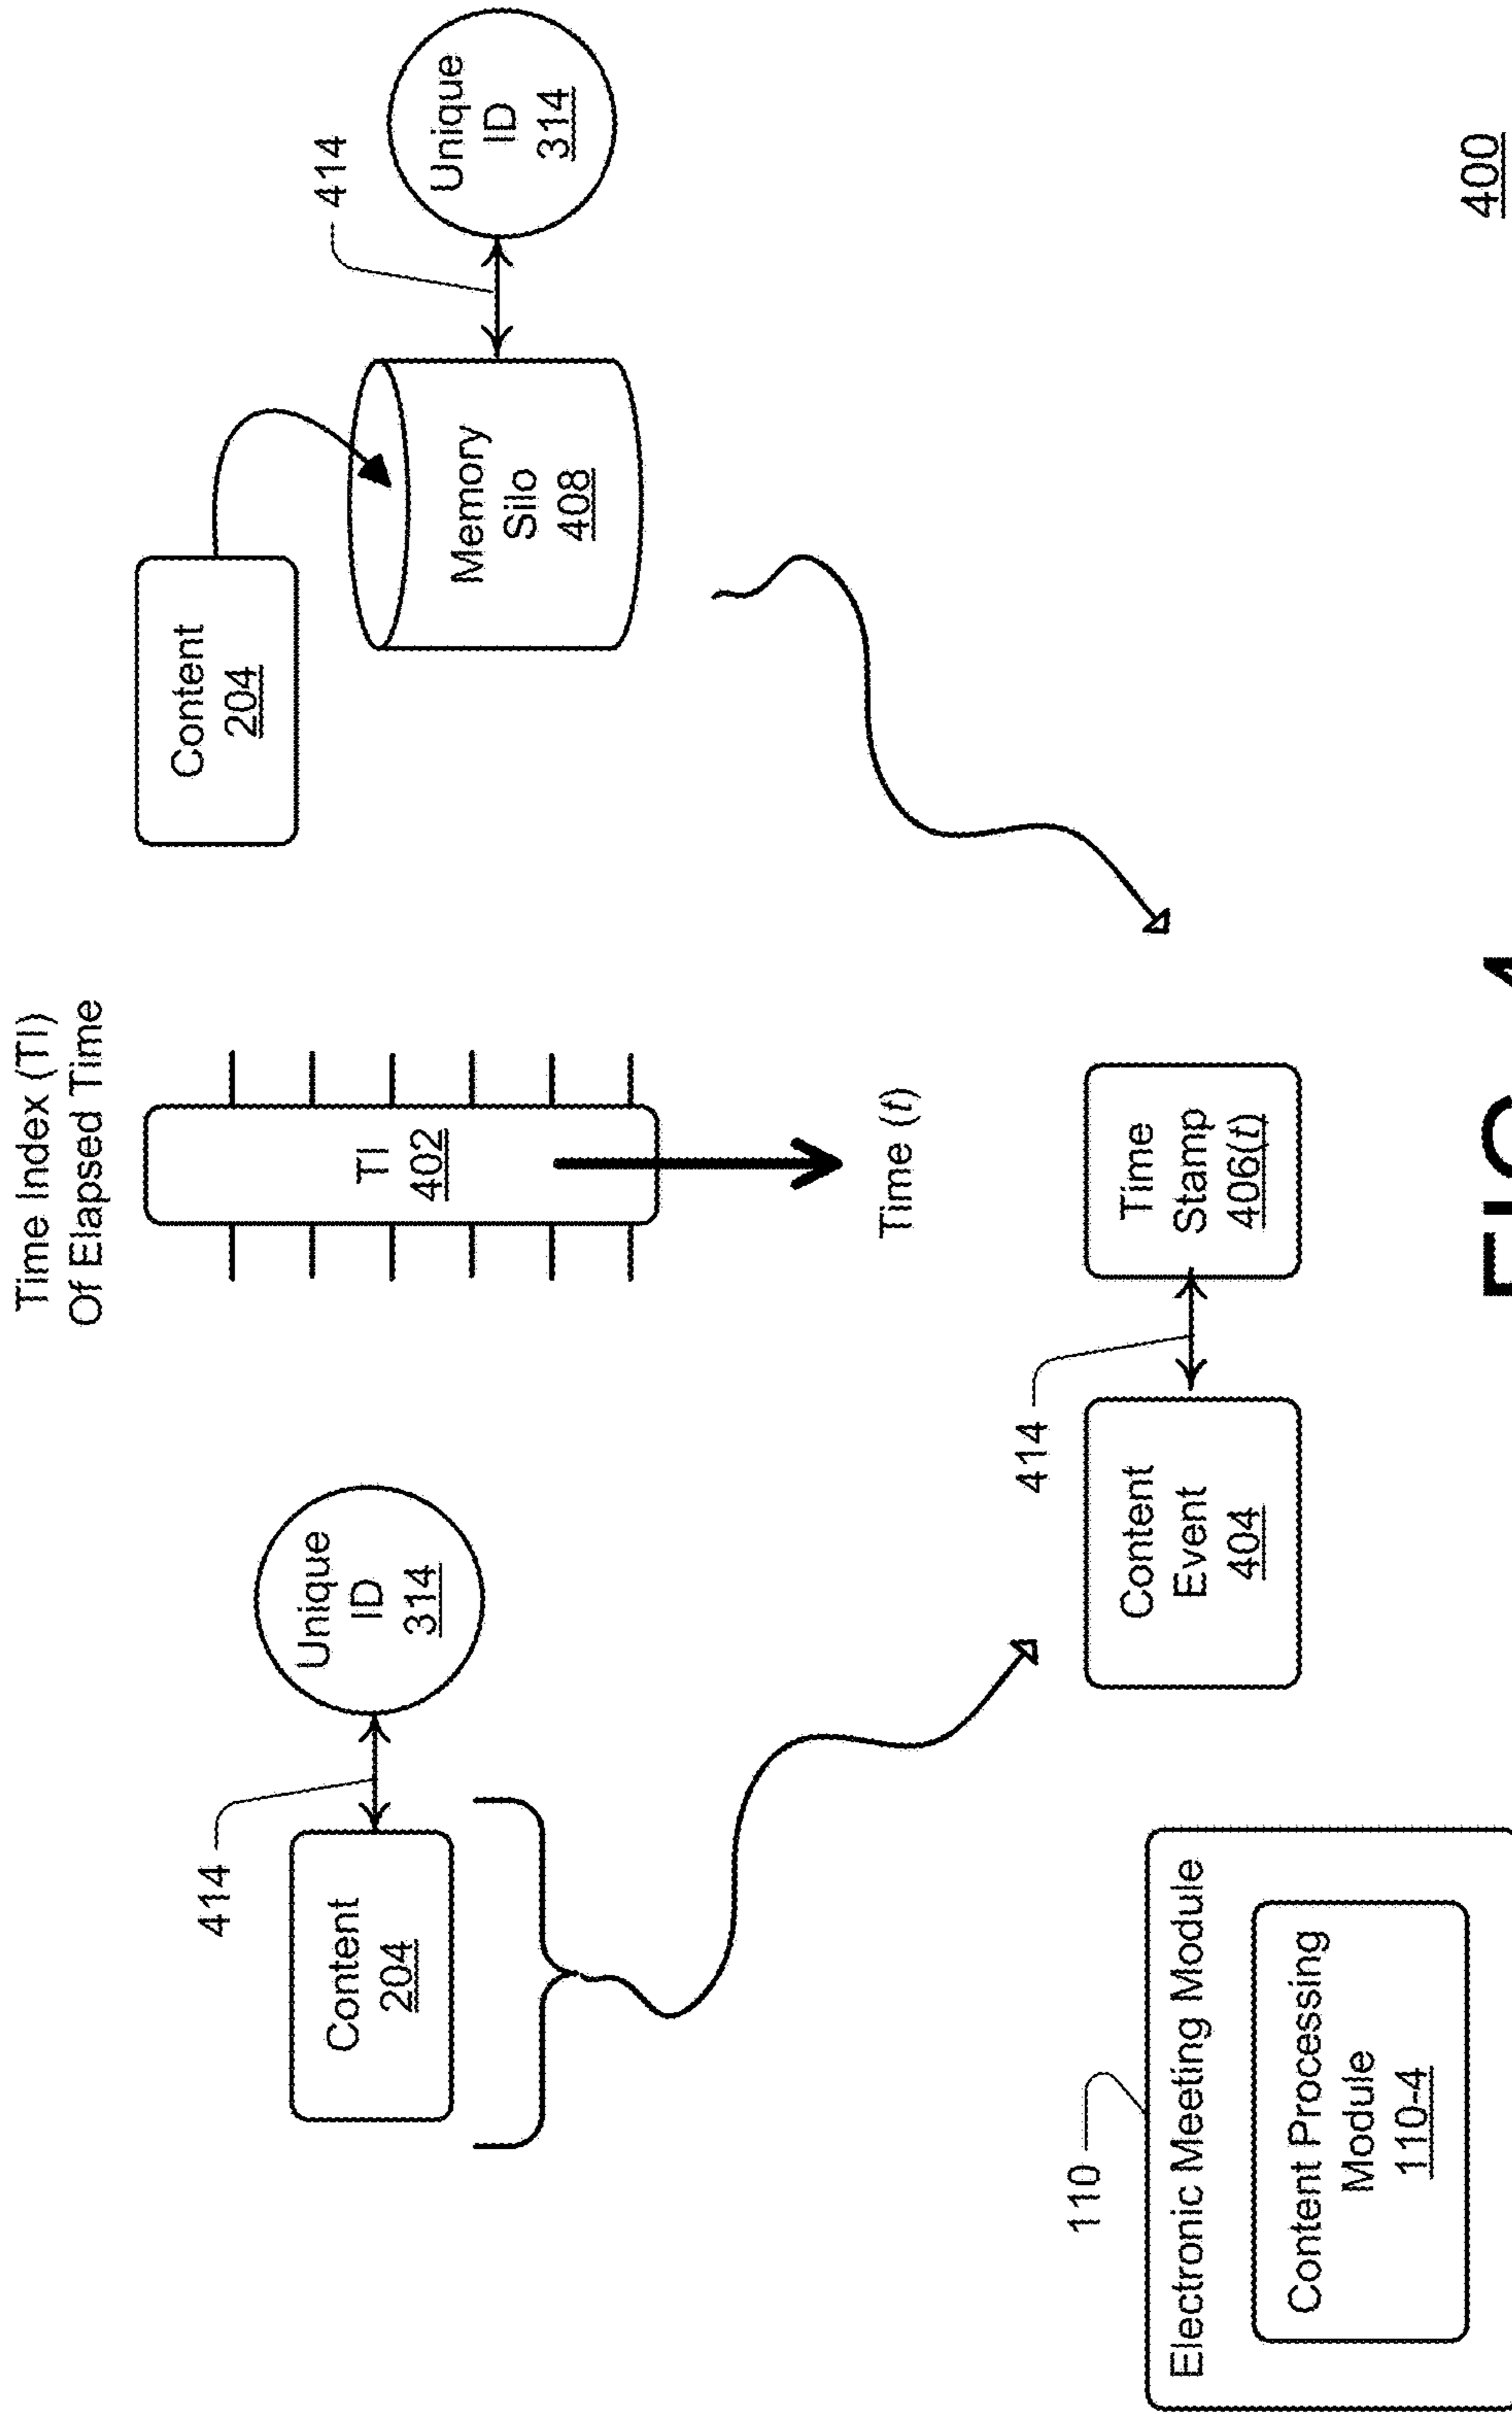 Time Index (TI)
Of Elapsed Time
414
Content
204
Unique
ID
314
TI
402
Time (t)
Content
204
414
Memory
Silo
408
Unique
ID
314
110
Electronic Meeting Module
Content Processing
Module
110-4
414
Content
Event
404
Time
Stamp
406(t)
400